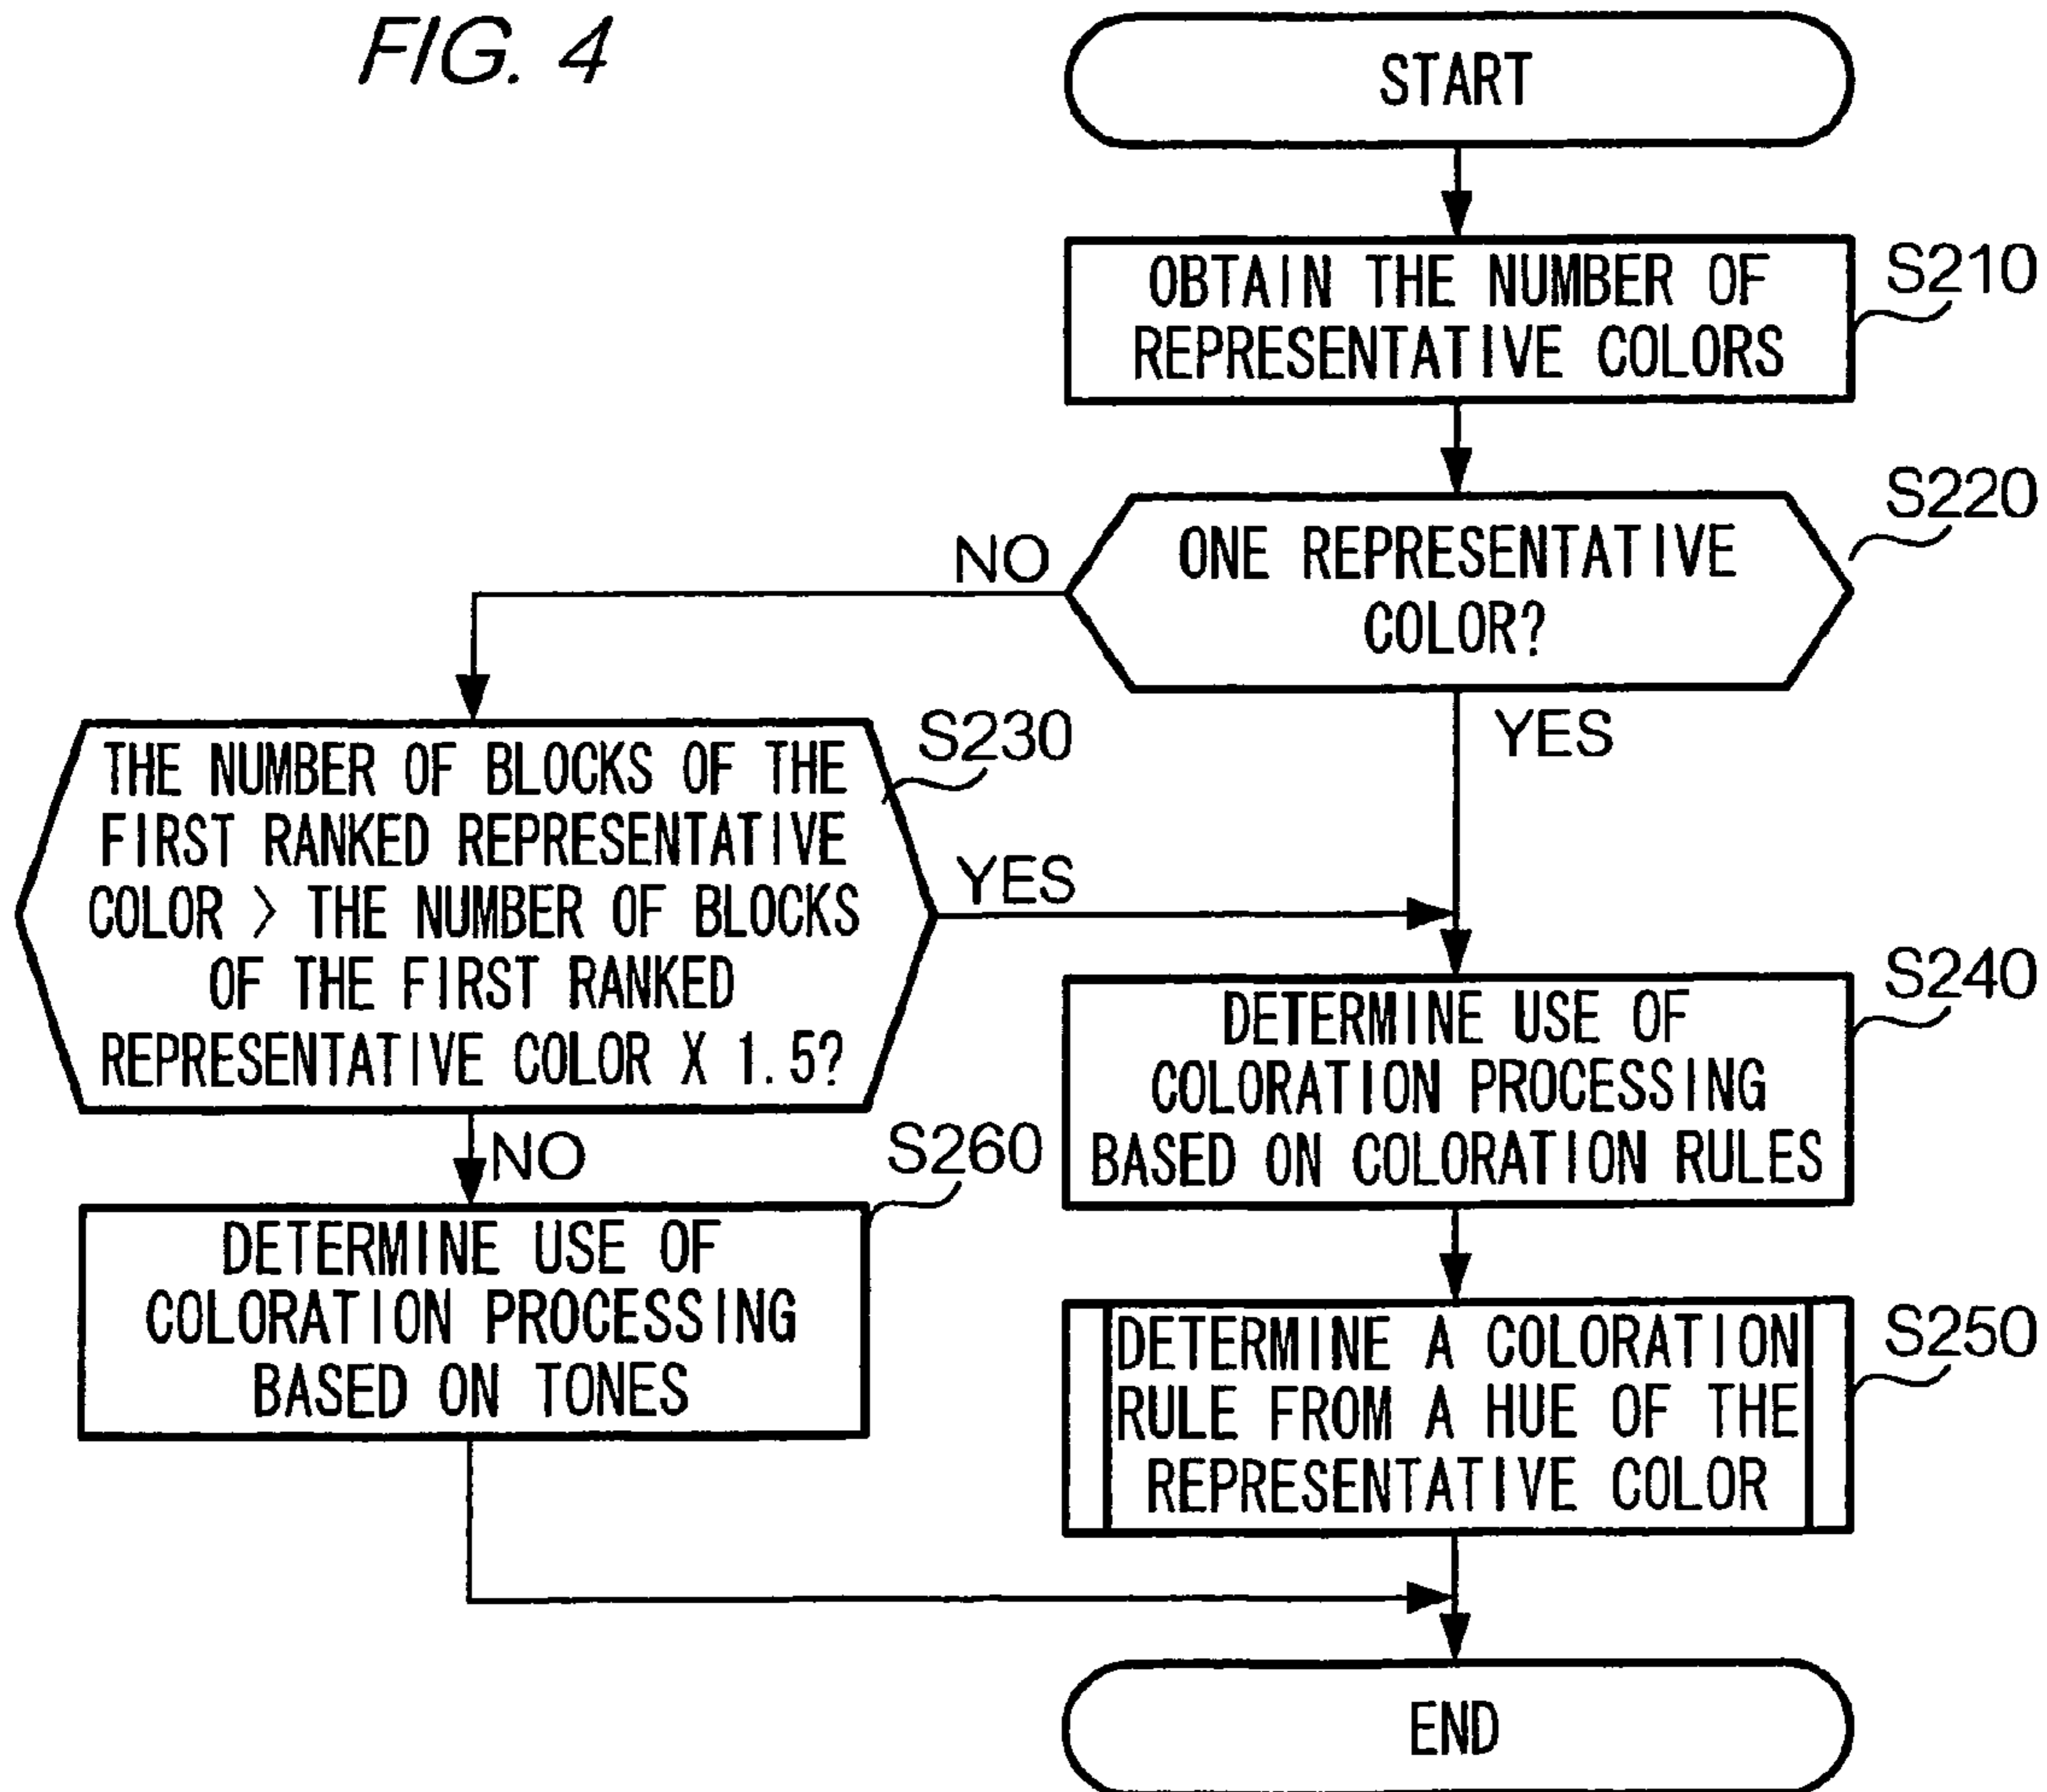 FIG. 4
START
OBTAIN THE NUMBER OF
REPRESENTATIVE COLORS
S210
ONE REPRESENTATIVE
COLOR?
S220
NO
YES
THE NUMBER OF BLOCKS OF THE
FIRST RANKED REPRESENTATIVE
COLOR > THE NUMBER OF BLOCKS
OF THE FIRST RANKED
REPRESENTATIVE COLOR X 1.5?
S230
YES
NO
DETERMINE USE OF
COLORATION PROCESSING
BASED ON COLORATION RULES
S240
DETERMINE USE OF
COLORATION PROCESSING
BASED ON TONES
S260
DETERMINE A COLORATION
RULE FROM A HUE OF THE
REPRESENTATIVE COLOR
S250
END